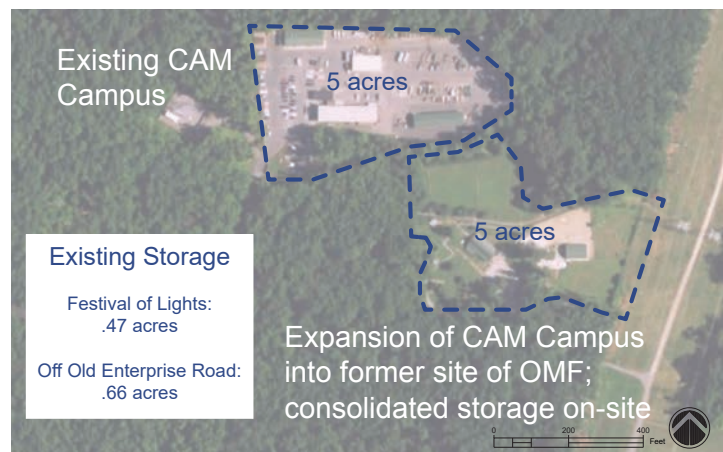 Existing CAM
Campus
5 acres
5 acres
Existing Storage
Festival of Lights:
.47 acres
Off Old Enterprise Road:
.66 acres
Expansion of CAM Campus
into former site of OMF;
consolidated storage on-site
0 200 400
Feet